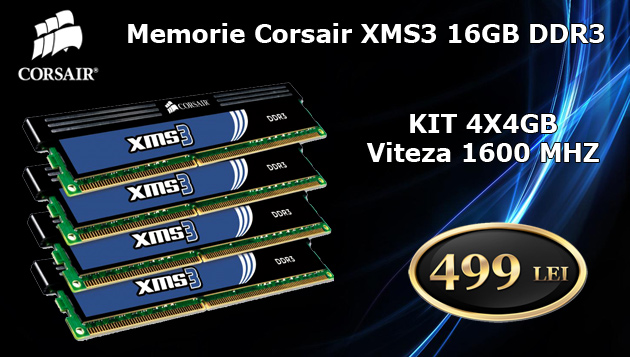 Memorie Corsair XMS3 16GB DDR3
CORSAIR®
KIT 4X4GB
Viteza 1600 MHZ
CORSAIR
XMS3
DDR3
XMS3
DDR3
XMS3
DDR3
XMS3
DDR3
499 LEI